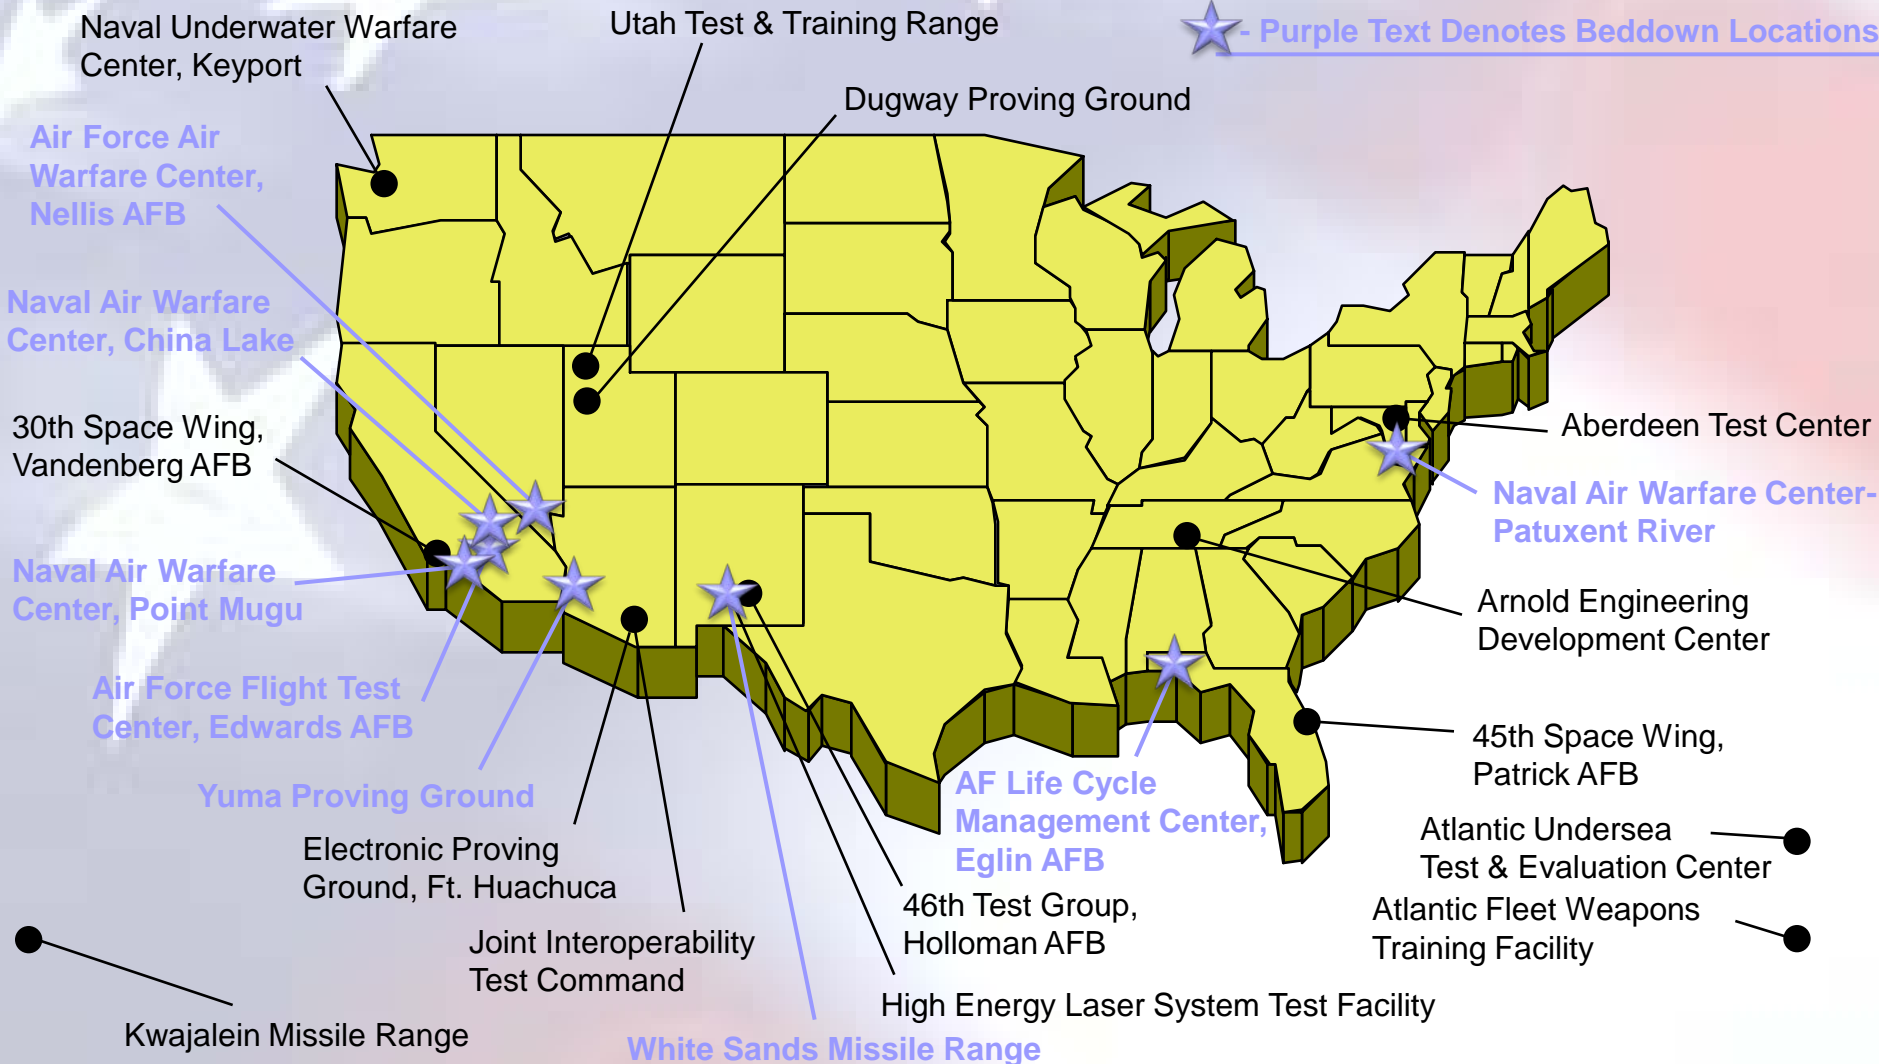 Naval Underwater Warfare
Center, Keyport
Utah Test & Training Range
- Purple Text Denotes Beddown Locations
Dugway Proving Ground
Air Force Air
Warfare Center,
Nellis AFB
Naval Air Warfare
Center, China Lake
30th Space Wing,
Vandenberg AFB
Aberdeen Test Center
Naval Air Warfare Center-
Patuxent River
Naval Air Warfare
Center, Point Mugu
Arnold Engineering
Development Center
Air Force Flight Test
Center, Edwards AFB
45th Space Wing,
Patrick AFB
Yuma Proving Ground
AF Life Cycle
Management Center,
Eglin AFB
Electronic Proving
Ground, Ft. Huachuca
Atlantic Undersea
Test & Evaluation Center
46th Test Group,
Holloman AFB
Atlantic Fleet Weapons
Training Facility
Joint Interoperability
Test Command
High Energy Laser System Test Facility
Kwajalein Missile Range
White Sands Missile Range